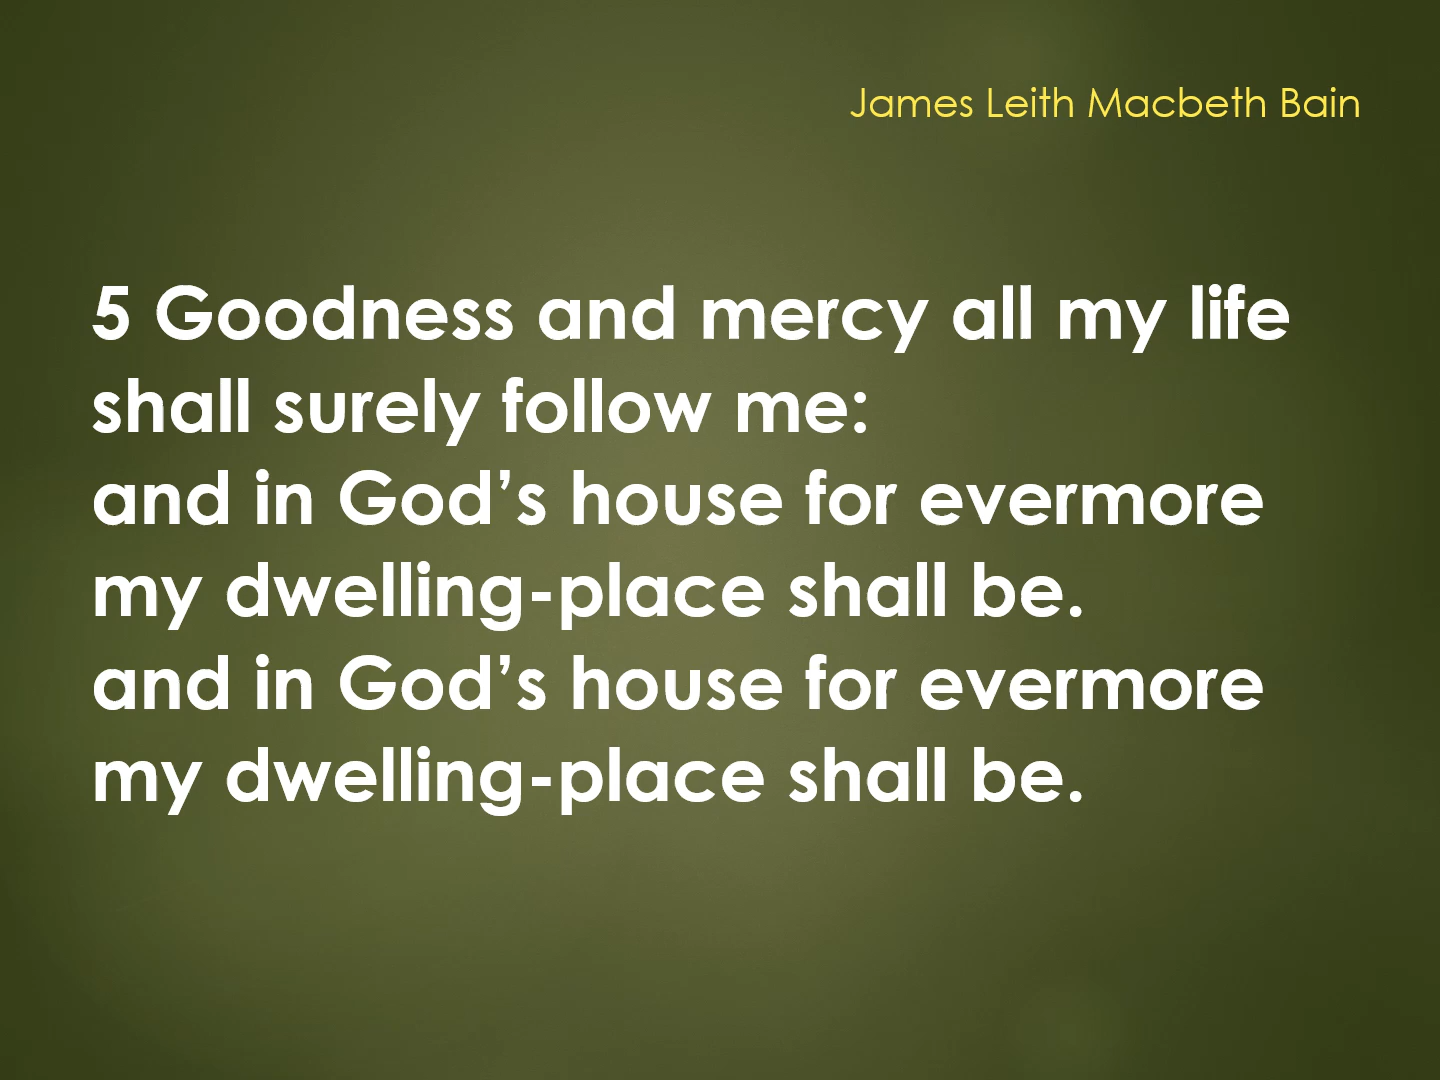 James Leith Macbeth Bain
5 Goodness and mercy all my life
shall surely follow me:
and in God’s house for evermore
my dwelling-place shall be.
and in God’s house for evermore
my dwelling-place shall be.